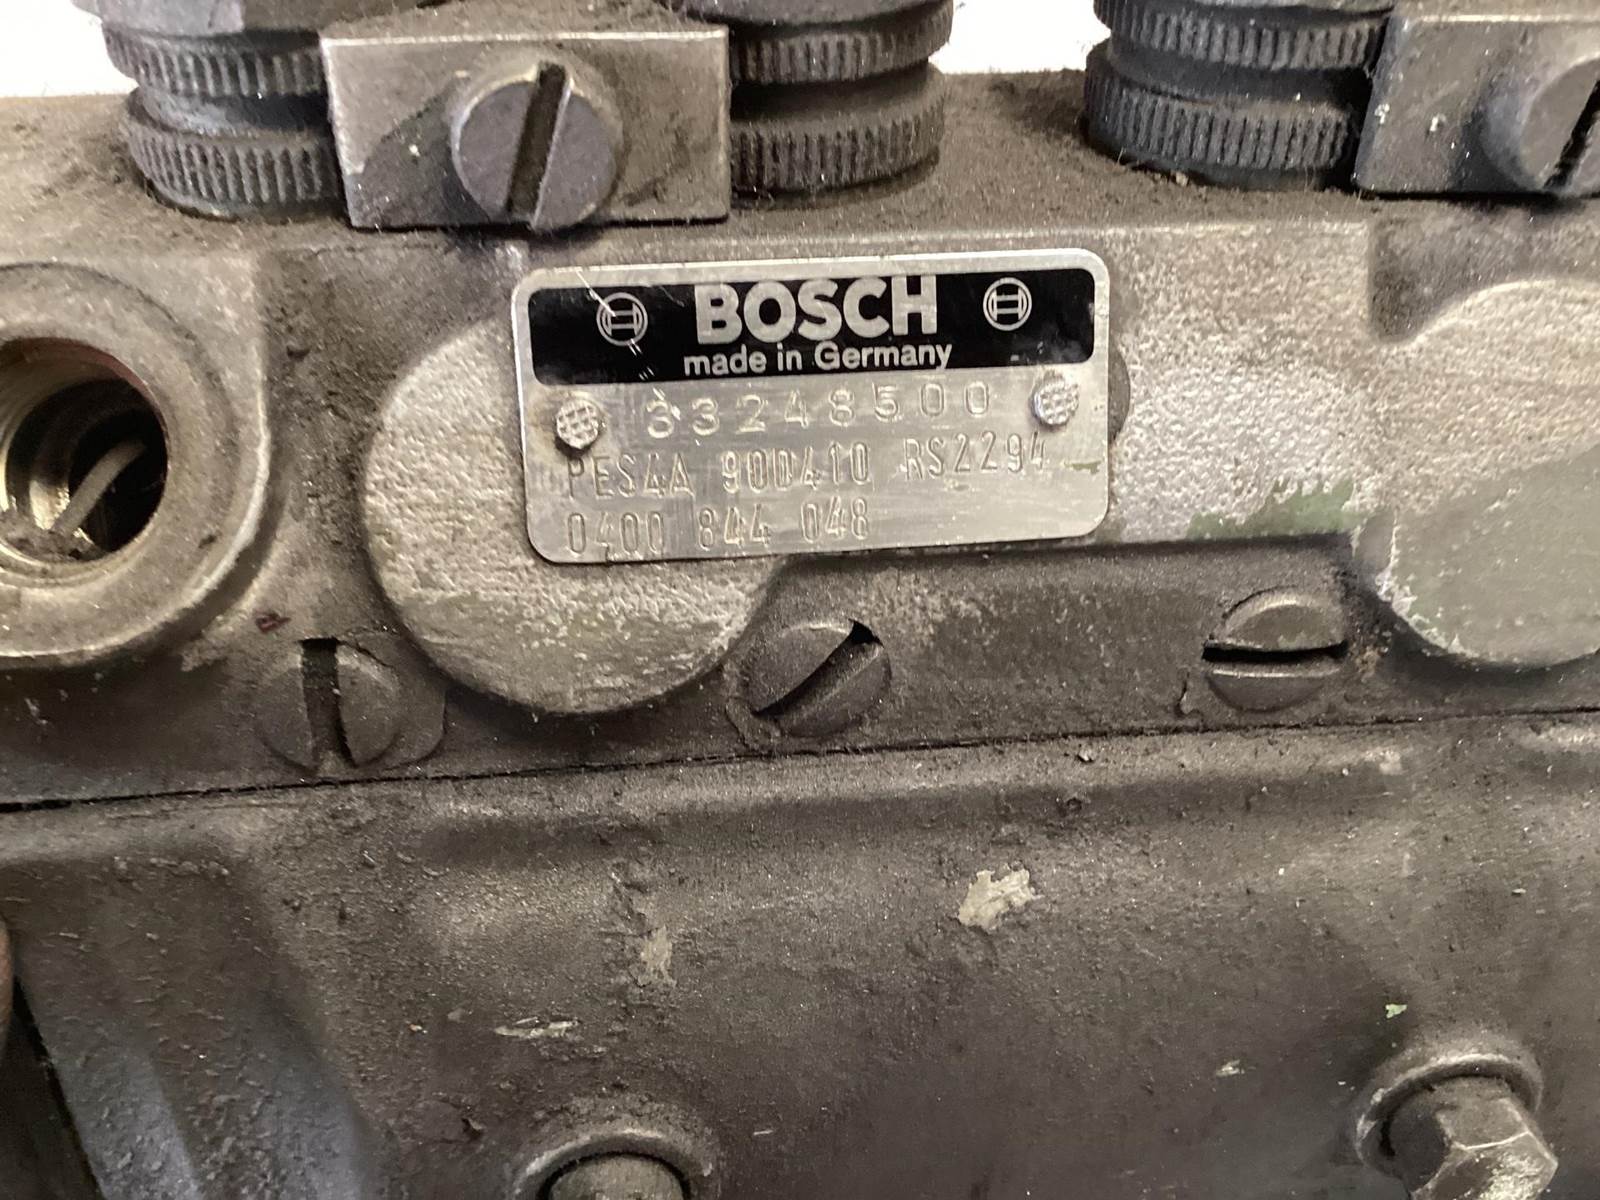 BOSCH
made in Germany
33248500
PES4A 90D410 RS2294
0400 844 048